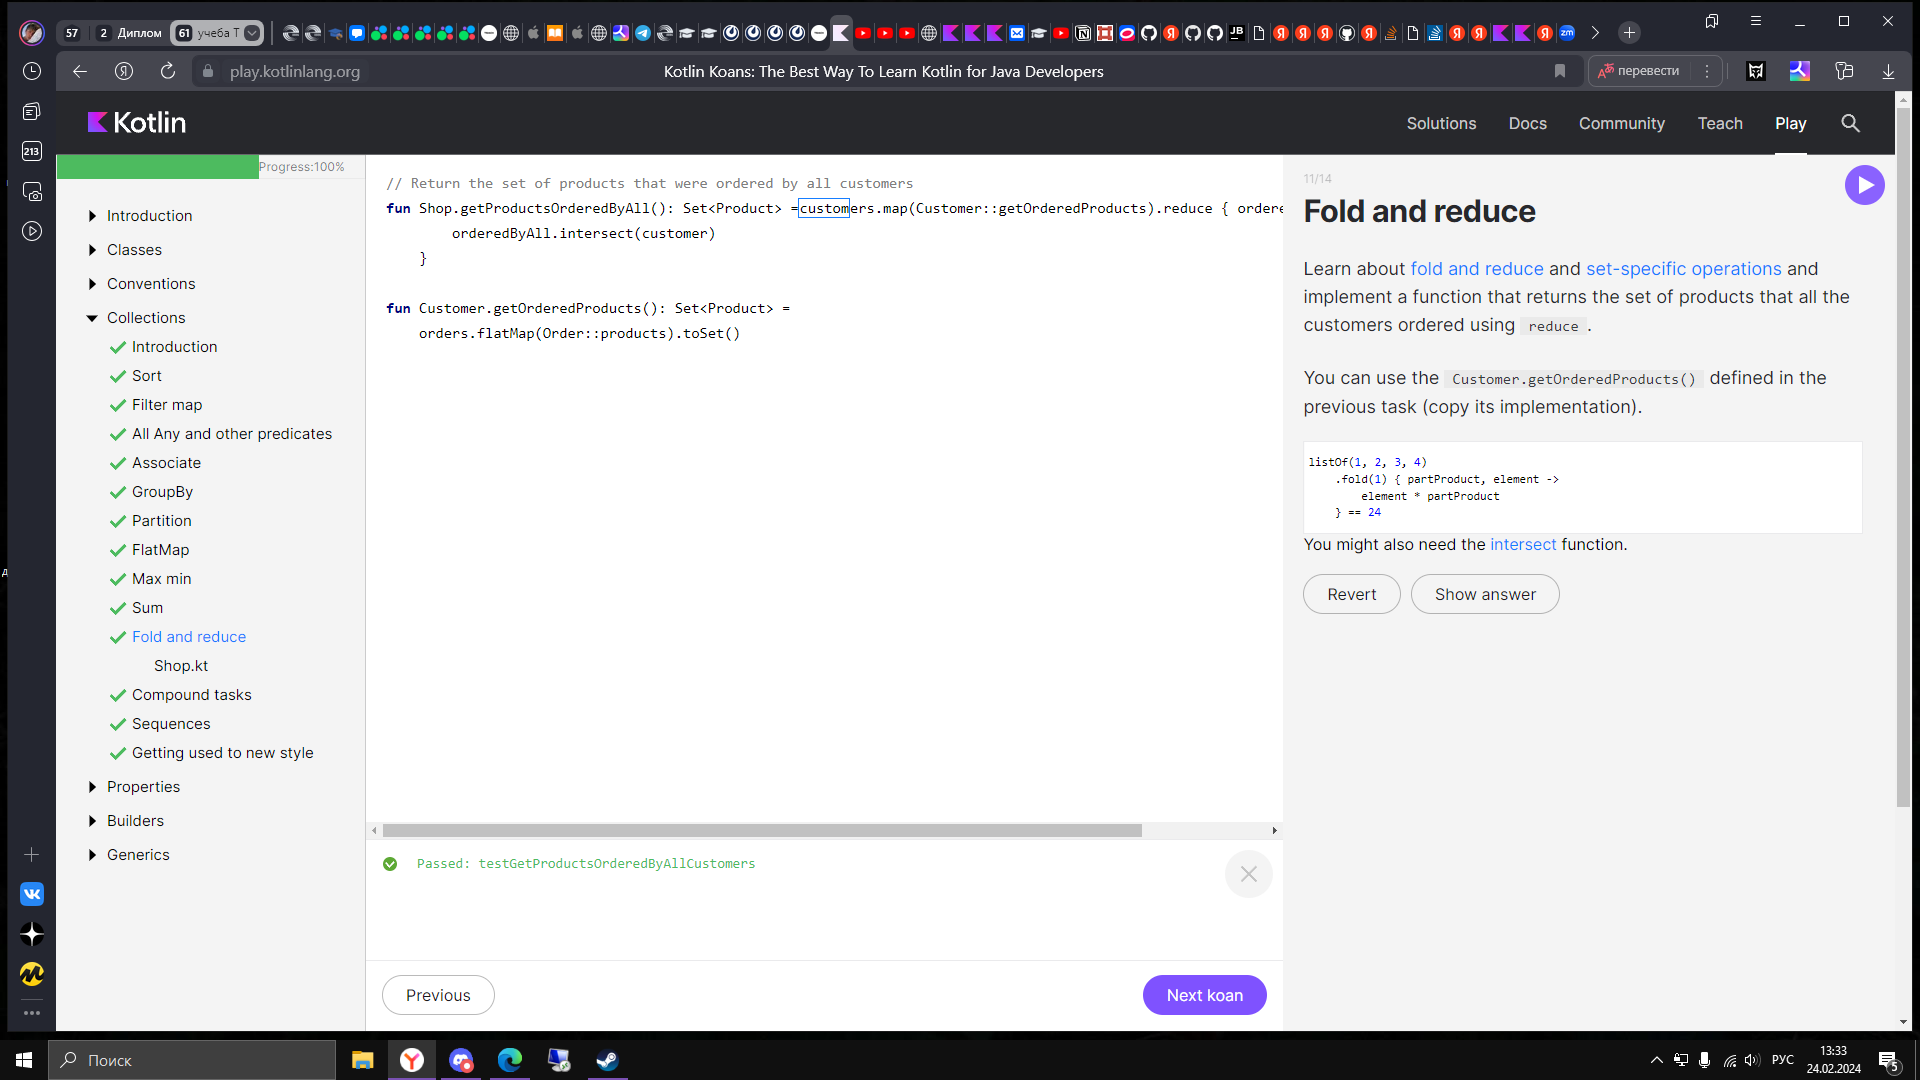 57
2 Диплом
61 учеба Т
play.kotlinlang.org
Kotlin Koans: The Best Way To Learn Kotlin for Java Developers
перевести
213
Kotlin
Solutions
Docs
Community
Teach
Play
Progress:100%
Introduction
Classes
Conventions
Collections
Introduction
Sort
Filter map
All Any and other predicates
Associate
GroupBy
Partition
FlatMap
Max min
Sum
Fold and reduce
Shop.kt
Compound tasks
Sequences
Getting used to new style
Properties
Builders
Generics
// Return the set of products that were ordered by all customers
fun Shop.getProductsOrderedByAll(): Set<Product> =customers.map(Customer::getOrderedProducts).reduce { ordere
orderedByAll.intersect(customer)
}
fun Customer.getOrderedProducts(): Set<Product> =
orders.flatMap(Order::products).toSet()
Passed: testGetProductsOrderedByAllCustomers
Previous
Next koan
11/14
Fold and reduce
Learn about fold and reduce and set-specific operations and
implement a function that returns the set of products that all the
customers ordered using reduce .
You can use the Customer.getOrderedProducts() defined in the
previous task (copy its implementation).
listOf(1, 2, 3, 4)
.fold(1) { partProduct, element ->
element * partProduct
} == 24
You might also need the intersect function.
Revert
Show answer
Поиск
РУС
13:33
24.02.2024
5